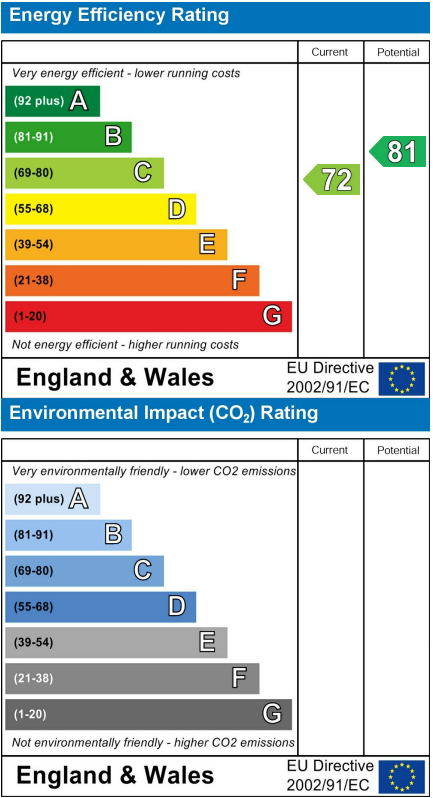 Energy Efficiency Rating
Current Potential
Very energy efficient - lower running costs
(92 plus) A
(81-91) B
81
(69-80) C
72
(55-68) D
(39-54) E
(21-38) F
(1-20) G
Not energy efficient - higher running costs
England & Wales
EU Directive
2002/91/EC
Environmental Impact (CO₂) Rating
Current Potential
Very environmentally friendly - lower CO2 emissions
(92 plus) A
(81-91) B
(69-80) C
(55-68) D
(39-54) E
(21-38) F
(1-20) G
Not environmentally friendly - higher CO2 emissions
England & Wales
EU Directive
2002/91/EC